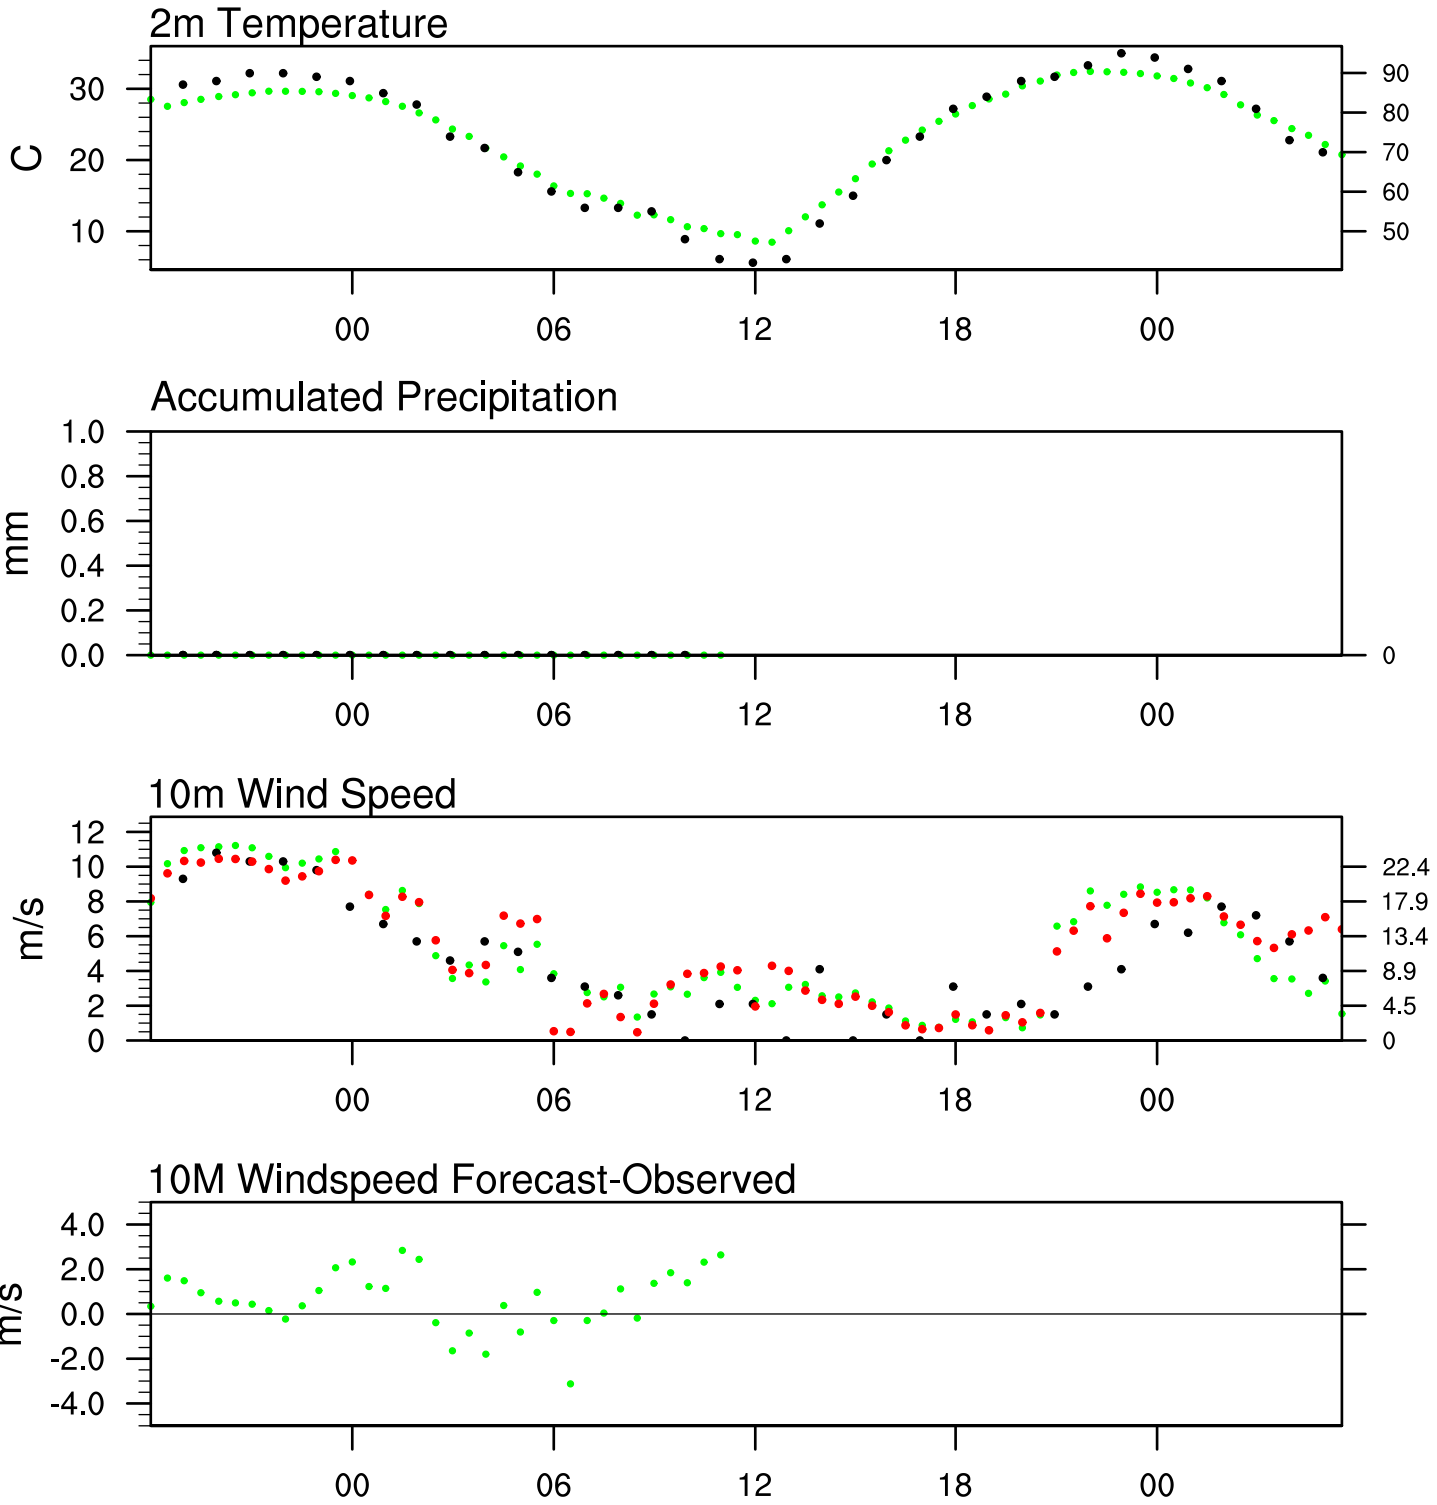 2m Temperature
30
20
10
C
90
80
70
60
50
00 06 12 18 00
Accumulated Precipitation
1.0
0.8
0.6
0.4
0.2
0.0
mm
0
00 06 12 18 00
10m Wind Speed
12
10
8
6
4
2
0
m/s
22.4
17.9
13.4
8.9
4.5
0
00 06 12 18 00
10M Windspeed Forecast-Observed
4.0
2.0
0.0
-2.0
-4.0
m/s
00 06 12 18 00